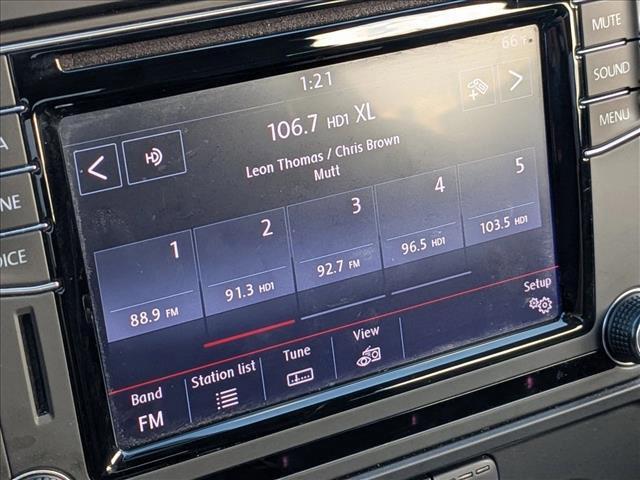 66°F
MUTE
1:21
SOUND
106.7 HD1 XL
MENU
Leon Thomas / Chris Brown
Mutt
1 2 3 4 5
88.9 FM 91.3 HD1 92.7 FM 96.5 HD1 103.5 HD1
Band Station list Tune View Setup
FM